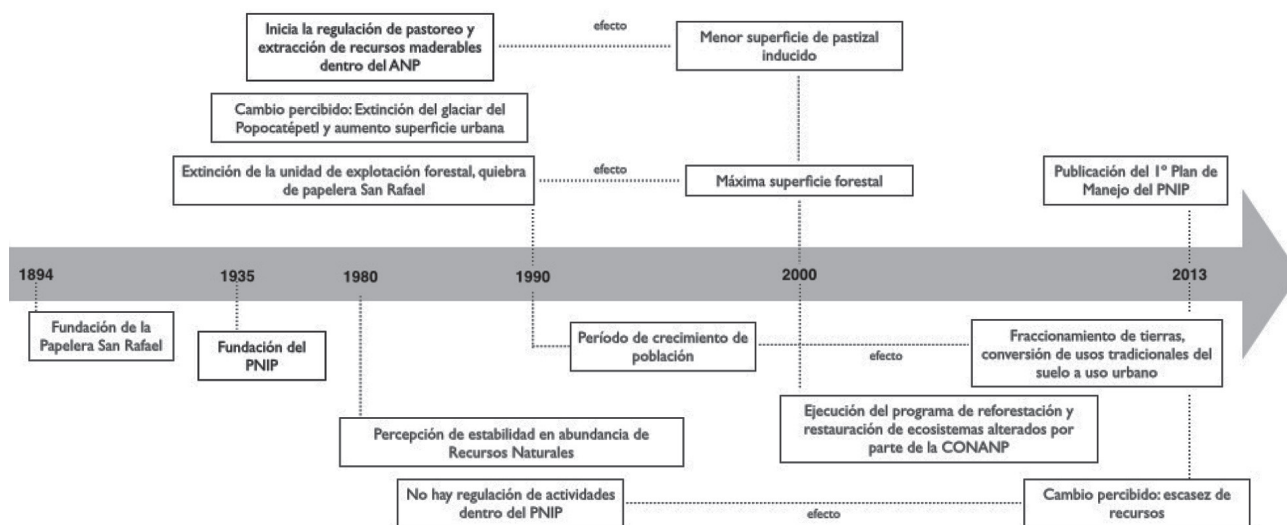 Inicia la regulación de pastoreo y
extracción de recursos maderables
dentro del ANP
efecto
Menor superficie de pastizal
inducido
Cambio percibido: Extinción del glaciar del
Popocatépetl y aumento superficie urbana
Extinción de la unidad de explotación forestal, quiebra
de papelera San Rafael
efecto
Máxima superficie forestal
Publicación del 1º Plan de
Manejo del PNIP
1894
1935
1980
1990
2000
2013
Fundación de la
Papelera San Rafael
Fundación del
PNIP
Período de crecimiento de
población
efecto
Fraccionamiento de tierras,
conversión de usos tradicionales del
suelo a uso urbano
Percepción de estabilidad en abundancia de
Recursos Naturales
Ejecución del programa de reforestación y
restauración de ecosistemas alterados por
parte de la CONANP
No hay regulación de actividades
dentro del PNIP
efecto
Cambio percibido: escasez de
recursos